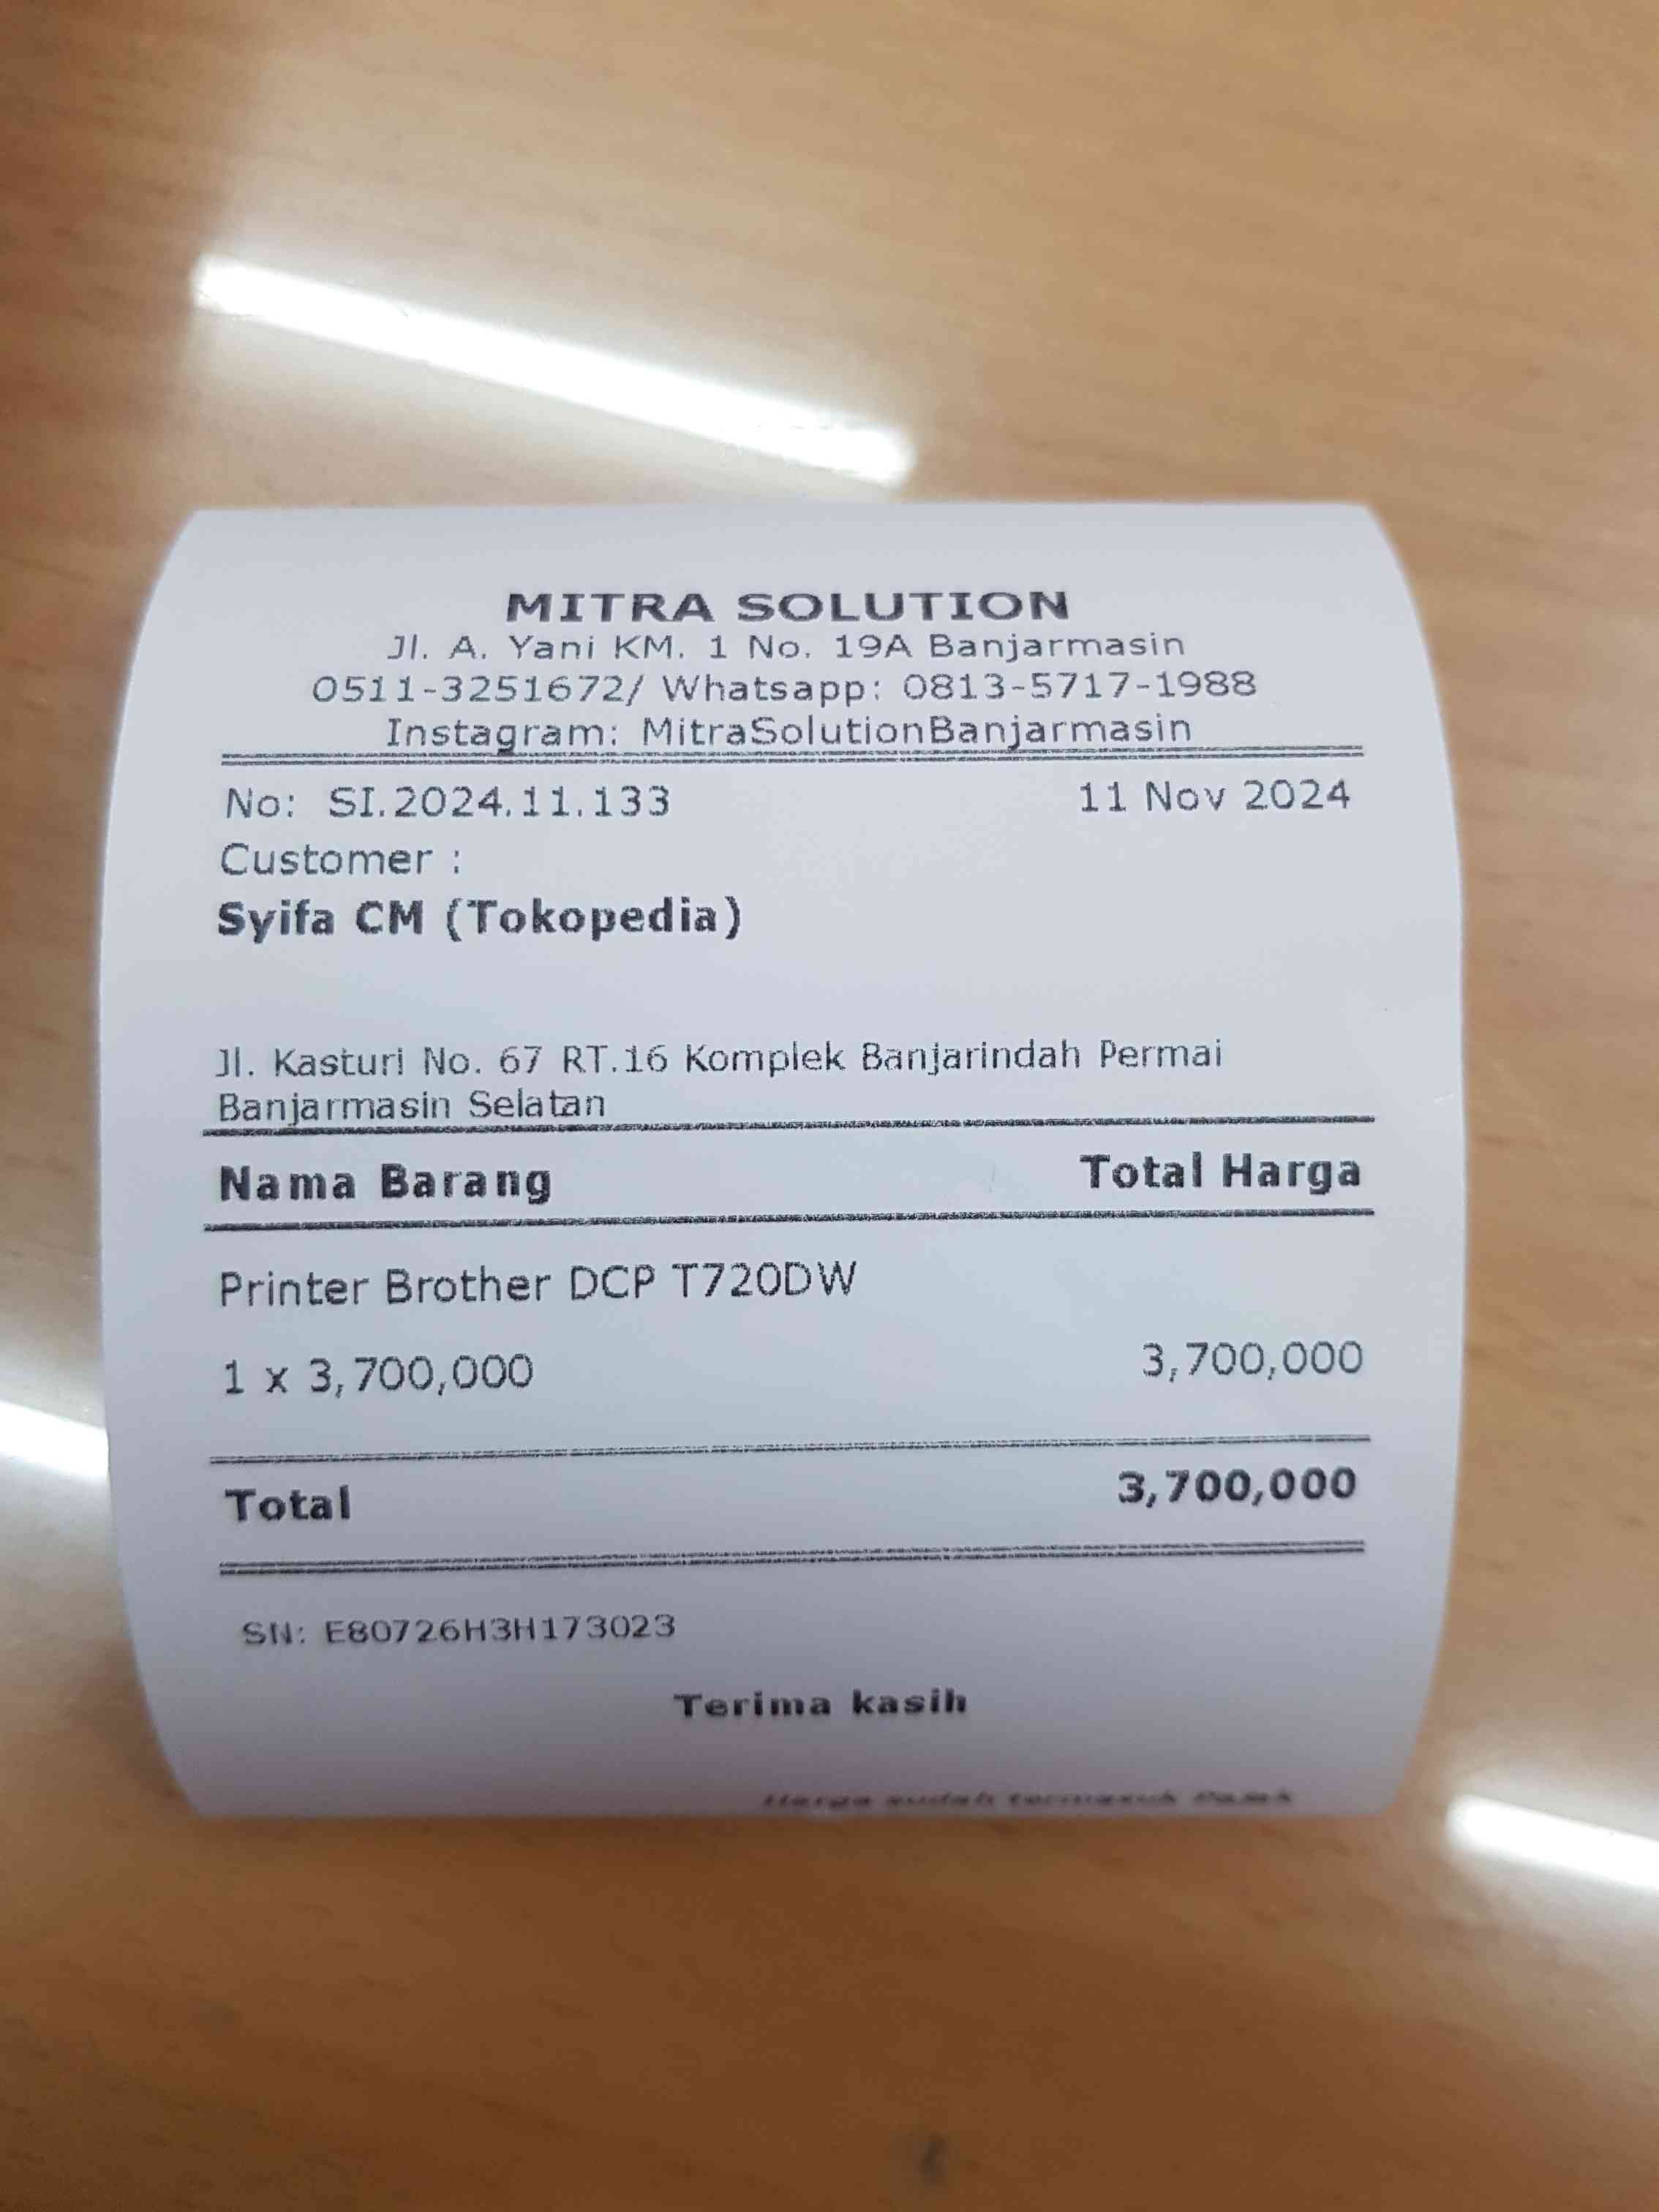 MITRA SOLUTION
Jl. A. Yani KM. 1 No. 19A Banjarmasin
0511-3251672/ Whatsapp: 0813-5717-1988
Instagram: MitraSolutionBanjarmasin
No: SI.2024.11.133 11 Nov 2024
Customer :
Syifa CM (Tokopedia)
Jl. Kasturi No. 67 RT.16 Komplek Banjarindah Permai
Banjarmasin Selatan
Nama Barang Total Harga
Printer Brother DCP T720DW
1 x 3,700,000 3,700,000
Total 3,700,000
SN: E80726H3H173023
Terima kasih
Harga sudah termasuk